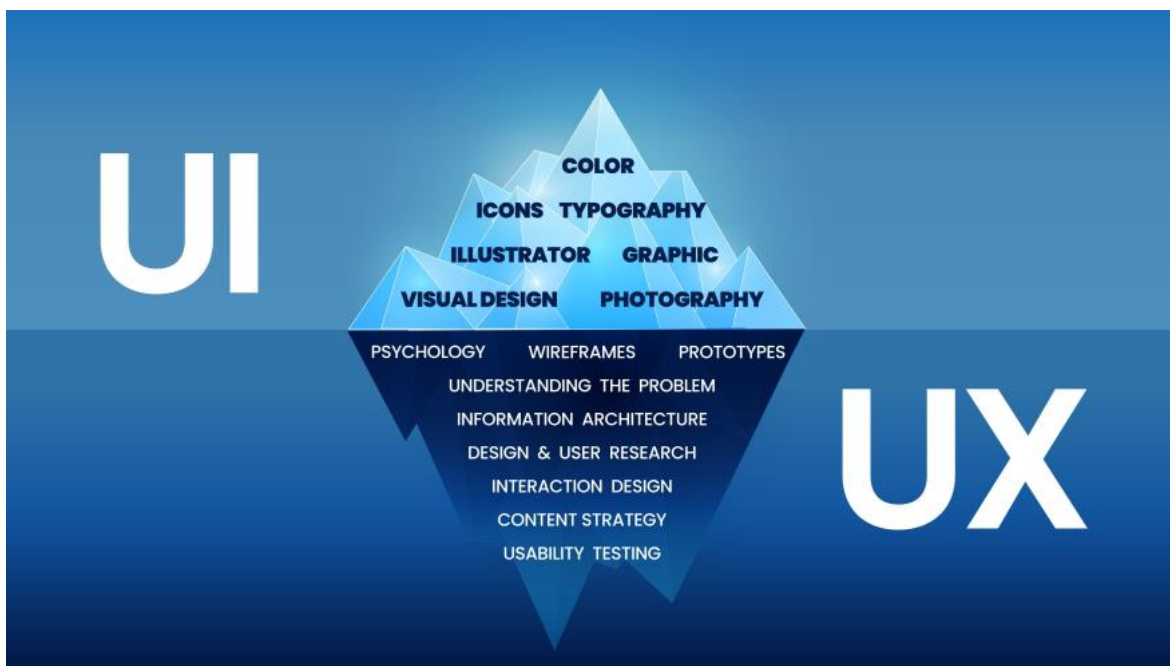 UI
COLOR
ICONS TYPOGRAPHY
ILLUSTRATOR GRAPHIC
VISUAL DESIGN PHOTOGRAPHY
PSYCHOLOGY WIREFRAMES PROTOTYPES
UNDERSTANDING THE PROBLEM
INFORMATION ARCHITECTURE
DESIGN & USER RESEARCH
INTERACTION DESIGN
CONTENT STRATEGY
USABILITY TESTING
UX